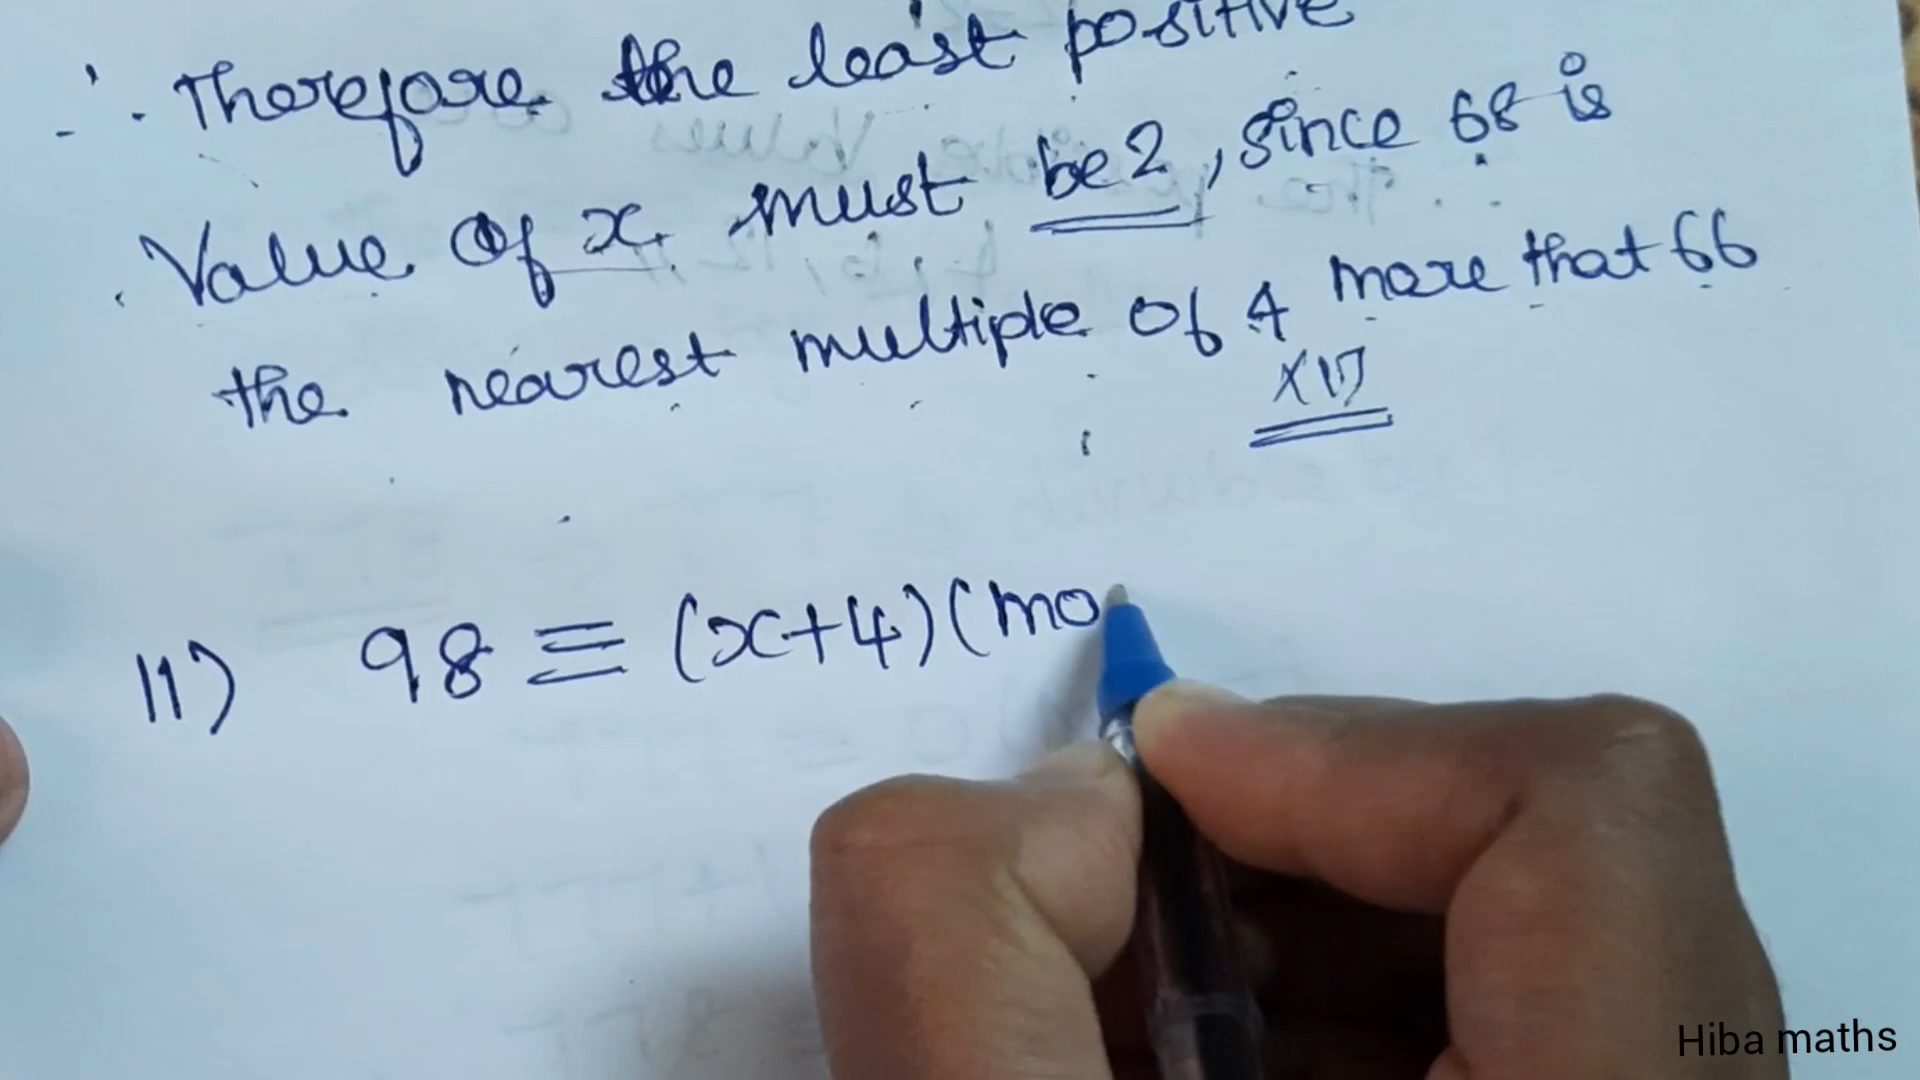 ∴ Therefore the least positive
Value of x must be 2, since 68 is
the nearest multiple of 4 more that 66
x 17
11) 98 ≡ (x+4) (mo
Hiba maths